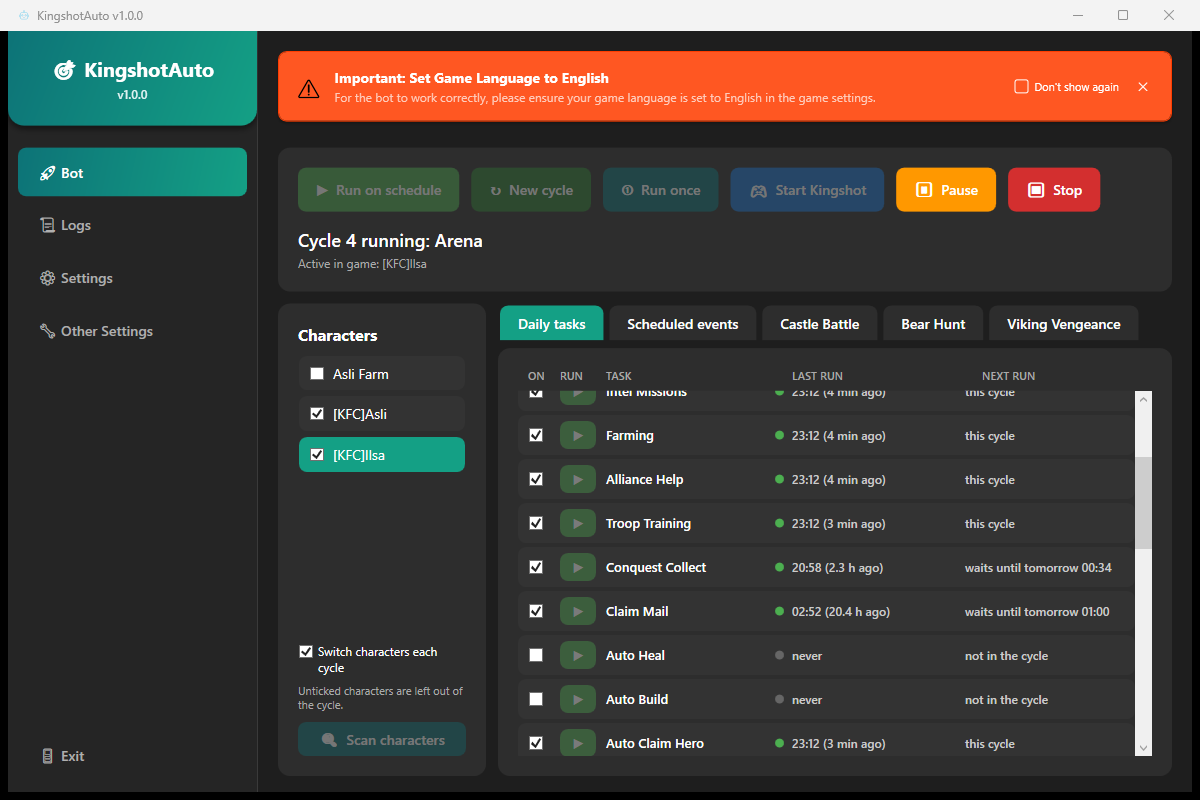 KingshotAuto v1.0.0
KingshotAuto
v1.0.0
Important: Set Game Language to English
For the bot to work correctly, please ensure your game language is set to English in the game settings.
Don't show again
Bot
Logs
Settings
Other Settings
Exit
Run on schedule
New cycle
Run once
Start Kingshot
Pause
Stop
Cycle 4 running: Arena
Active in game: [KFC]Ilsa
Characters
Asli Farm
[KFC]Asli
[KFC]Ilsa
Switch characters each
cycle
Unticked characters are left out of
the cycle.
Scan characters
Daily tasks
Scheduled events
Castle Battle
Bear Hunt
Viking Vengeance
ON RUN TASK LAST RUN NEXT RUN
Intel Missions 23:12 (4 min ago) this cycle
Farming 23:12 (4 min ago) this cycle
Alliance Help 23:12 (4 min ago) this cycle
Troop Training 23:12 (3 min ago) this cycle
Conquest Collect 20:58 (2.3 h ago) waits until tomorrow 00:34
Claim Mail 02:52 (20.4 h ago) waits until tomorrow 01:00
Auto Heal never not in the cycle
Auto Build never not in the cycle
Auto Claim Hero 23:12 (3 min ago) this cycle